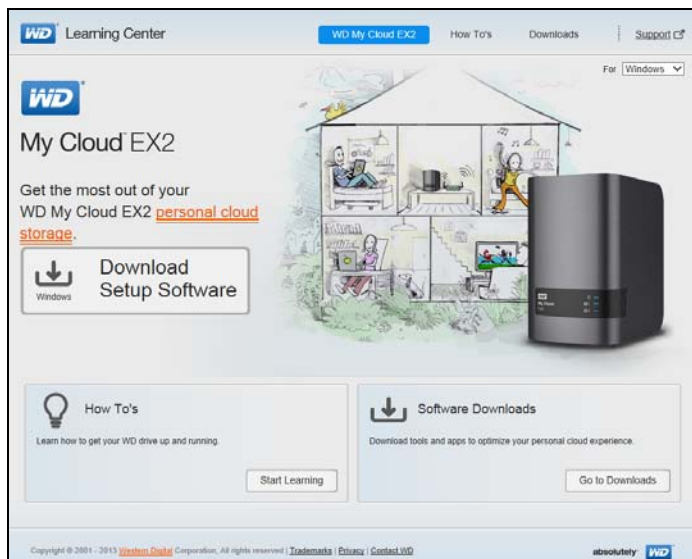 WD Learning Center
WD My Cloud EX2
How To's
Downloads
Support
For Windows
WD
My Cloud EX2
Get the most out of your
WD My Cloud EX2 personal cloud
storage.
Windows
Download
Setup Software
WD
My Cloud
How To's
Learn how to get your WD drive up and running.
Start Learning
Software Downloads
Download tools and apps to optimize your personal cloud experience.
Go to Downloads
Copyright © 2001 - 2013 Western Digital Corporation, All rights reserved | Trademarks | Privacy | Contact WD
absolutely WD